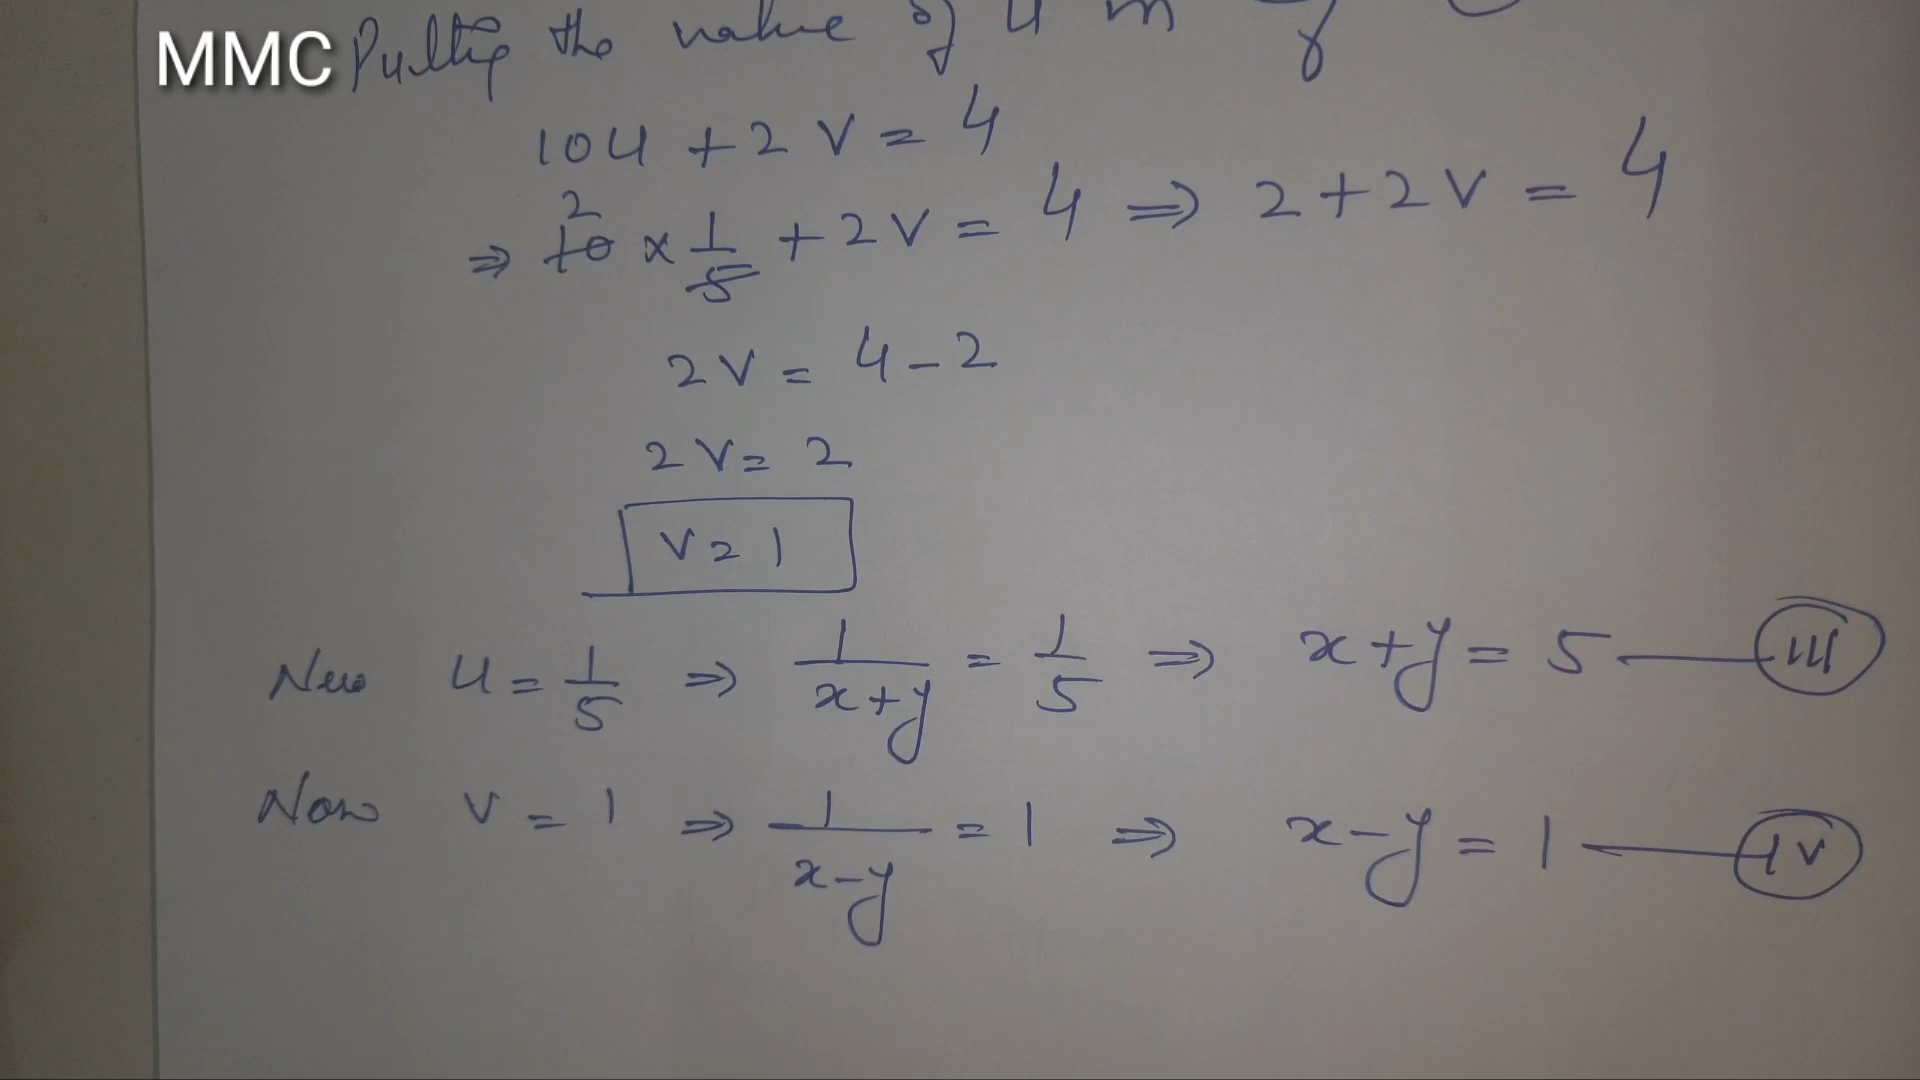 MMC
Putting the value of u in
10u + 2v = 4
2
⇒ 10 × 1/5 + 2v = 4 ⇒ 2 + 2v = 4
2v = 4 - 2
2v = 2
v = 1
Now u = 1/5 ⇒ 1/(x+y) = 1/5 ⇒ x+y = 5 — III
Now v = 1 ⇒ 1/(x-y) = 1 ⇒ x-y = 1 — IV